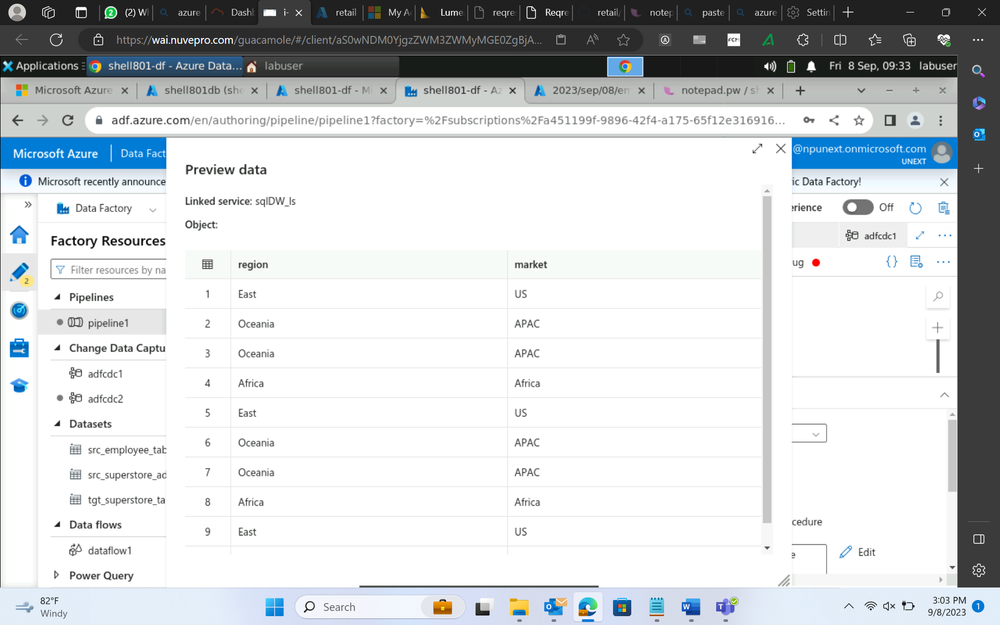 (2) W
azure
Dashb
i-
retail
My Ac
Lume
reqre
Reqre
retail/
notep
paste
azure
Settin
https://wai.nuvepro.com/guacamole/#/client/aS0wNDM0YjgzZWM3ZWMyMGE0ZgBjA...
FCM
Applications
shell801-df - Azure Data...
labuser
Fri 8 Sep, 09:33 labuser
Microsoft Azure
shell801db (she
shell801-df - Mi
shell801-df - Az
2023/sep/08/em
notepad.pw / sh
adf.azure.com/en/authoring/pipeline/pipeline1?factory=%2Fsubscriptions%2Fa451199f-9896-42f4-a175-65f12e316916...
Microsoft Azure
Data Fact
@npunext.onmicrosoft.com
UNEXT
Microsoft recently announce
ic Data Factory!
Data Factory
erience
Off
adfcdc1
ug
Factory Resources
Filter resources by na
2
Pipelines
pipeline1
Change Data Captu
adfcdc1
adfcdc2
Datasets
src_employee_tab
src_superstore_ad
tgt_superstore_ta
Data flows
dataflow1
Power Query
Preview data
Linked service: sqlDW_ls
Object:
region market
1 East US
2 Oceania APAC
3 Oceania APAC
4 Africa Africa
5 East US
6 Oceania APAC
7 Oceania APAC
8 Africa Africa
9 East US
cedure
e
Edit
82°F
Windy
Search
3:03 PM
9/8/2023
1